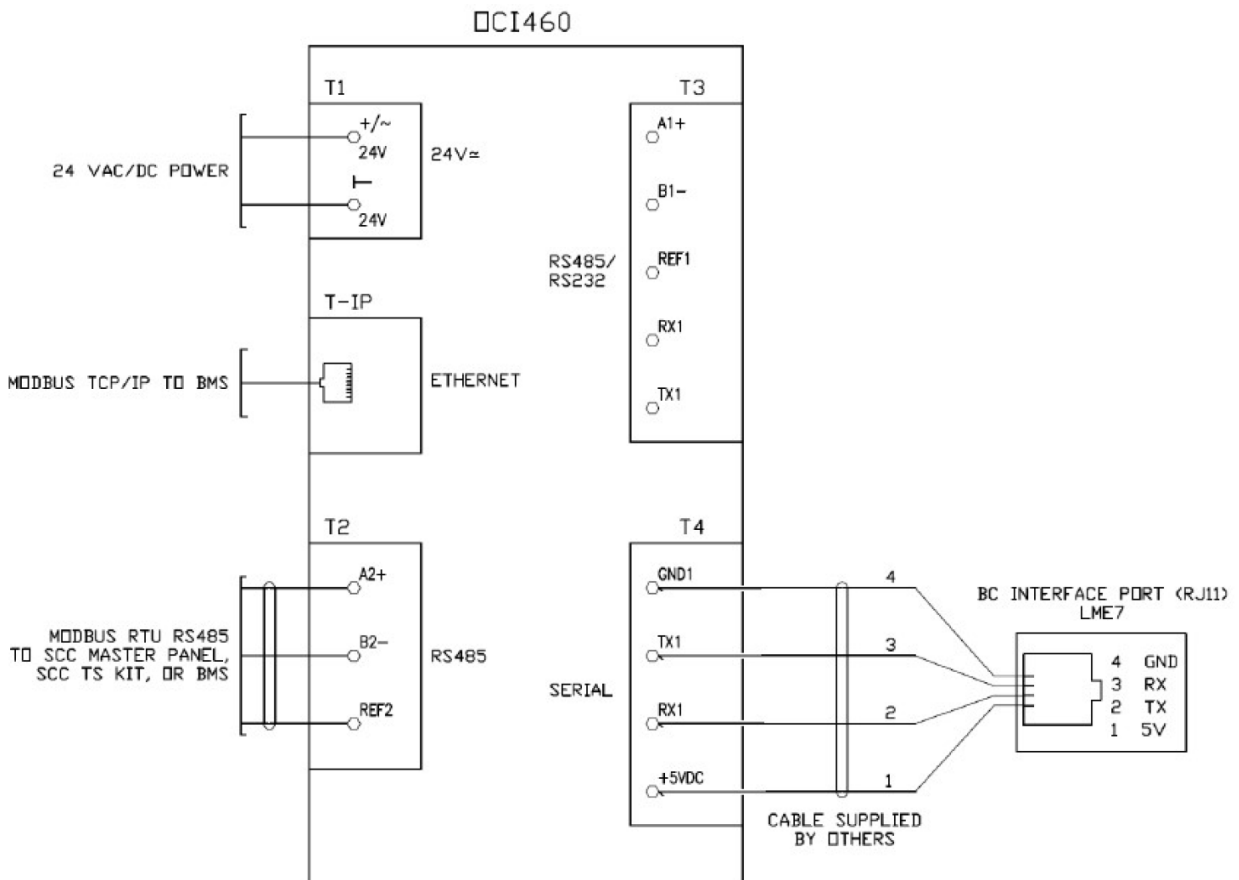 OCI460
T1
+/~
24V
24V
24V≃
24 VAC/DC POWER
T-IP
ETHERNET
MODBUS TCP/IP TO BMS
T2
A2+
B2-
REF2
RS485
MODBUS RTU RS485
TO SCC MASTER PANEL,
SCC TS KIT, OR BMS
T3
A1+
B1-
REF1
RX1
TX1
RS485/
RS232
T4
GND1
TX1
RX1
+5VDC
SERIAL
4
3
2
1
CABLE SUPPLIED
BY OTHERS
BC INTERFACE PORT (RJ11)
LME7
4 GND
3 RX
2 TX
1 5V